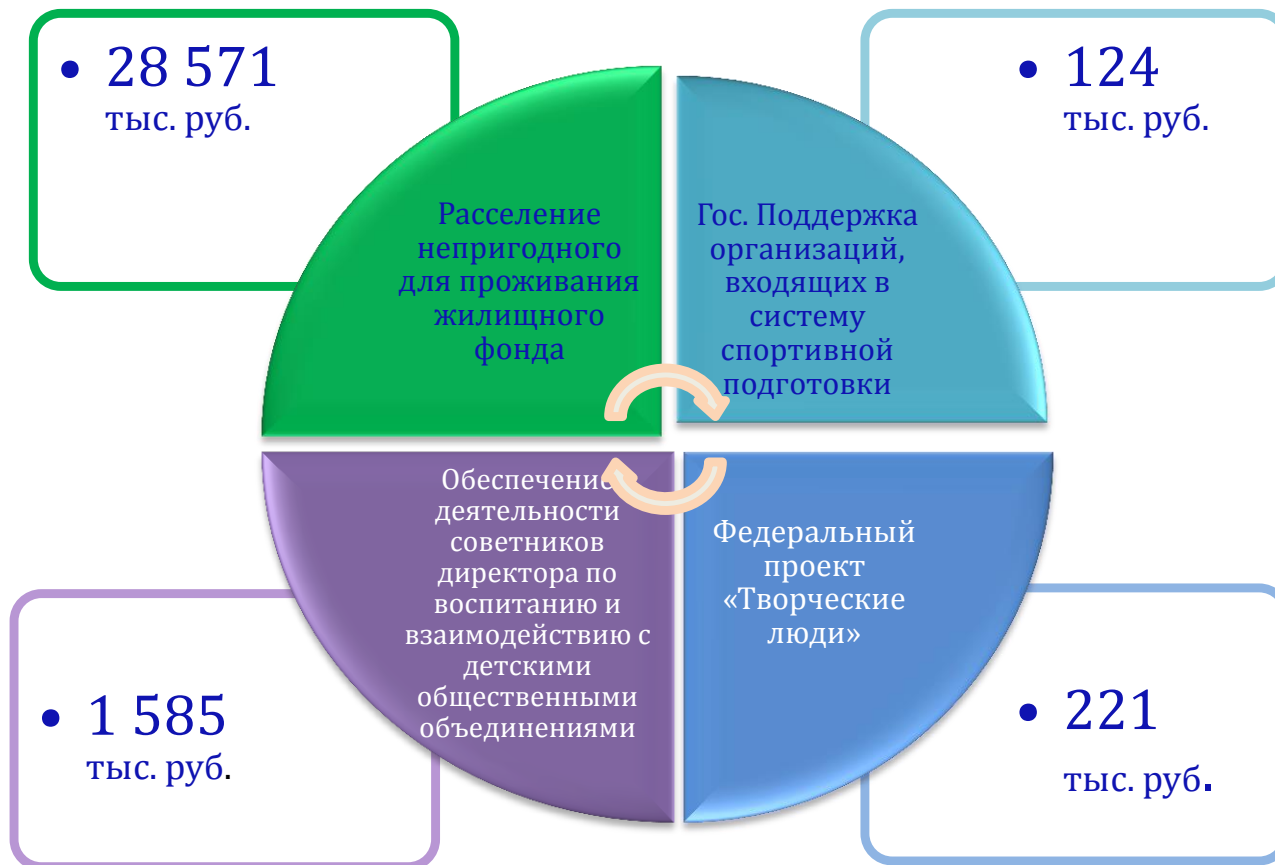 • 28 571
тыс. руб.
• 124
тыс. руб.
Расселение
непригодного
для проживания
жилищного
фонда
Гос. Поддержка
организаций,
входящих в
систему
спортивной
подготовки
Обеспечение
деятельности
советников
директора по
воспитанию и
взаимодействию с
детскими
общественными
объединениями
Федеральный
проект
«Творческие
люди»
• 1 585
тыс. руб.
• 221
тыс. руб.